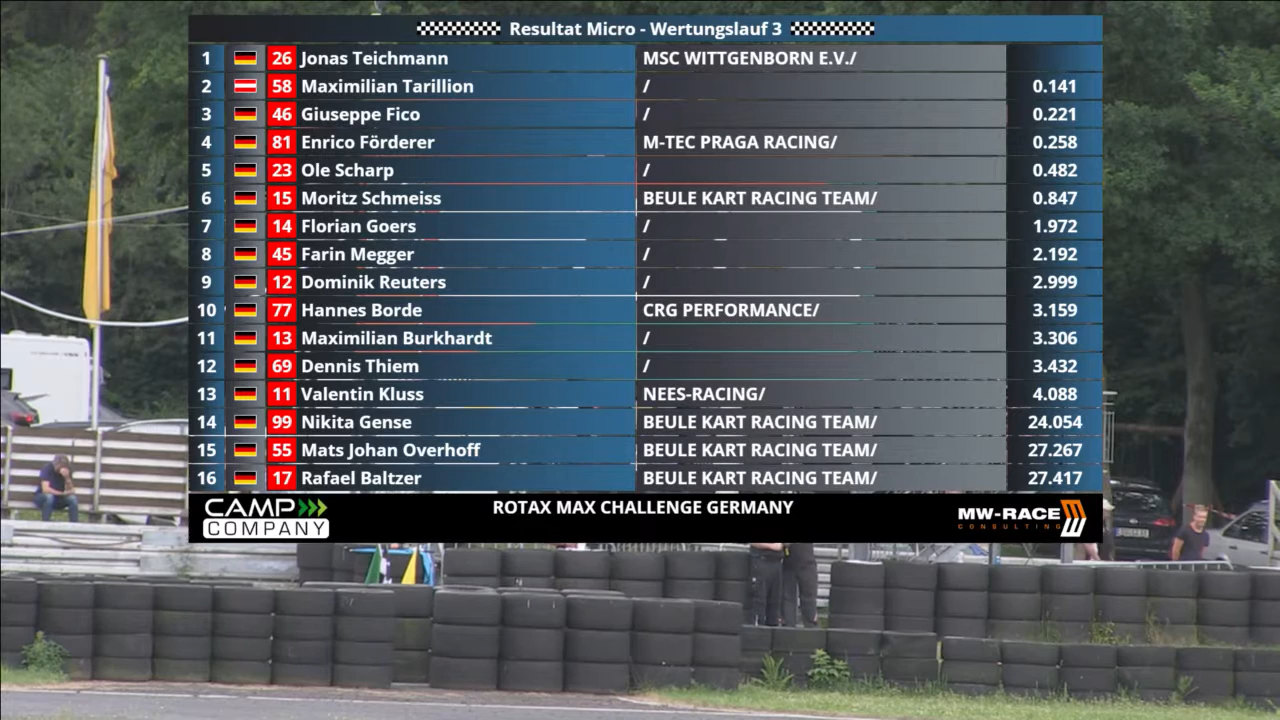 Resultat Micro - Wertungslauf 3
1 26 Jonas Teichmann MSC WITTGENBORN E.V./
2 58 Maximilian Tarillion / 0.141
3 46 Giuseppe Fico / 0.221
4 81 Enrico Förderer M-TEC PRAGA RACING/ 0.258
5 23 Ole Scharp / 0.482
6 15 Moritz Schmeiss BEULE KART RACING TEAM/ 0.847
7 14 Florian Goers / 1.972
8 45 Farin Megger / 2.192
9 12 Dominik Reuters / 2.999
10 77 Hannes Borde CRG PERFORMANCE/ 3.159
11 13 Maximilian Burkhardt / 3.306
12 69 Dennis Thiem / 3.432
13 11 Valentin Kluss NEES-RACING/ 4.088
14 99 Nikita Gense BEULE KART RACING TEAM/ 24.054
15 55 Mats Johan Overhoff BEULE KART RACING TEAM/ 27.267
16 17 Rafael Baltzer BEULE KART RACING TEAM/ 27.417
CAMP COMPANY
ROTAX MAX CHALLENGE GERMANY
MW-RACE
CONSULTING